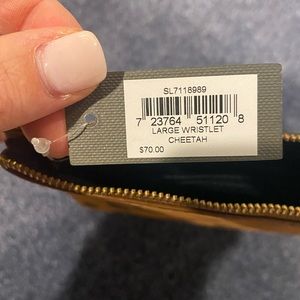 SL7118989
7 23764 51120 8
LARGE WRISTLET
CHEETAH
$70.00